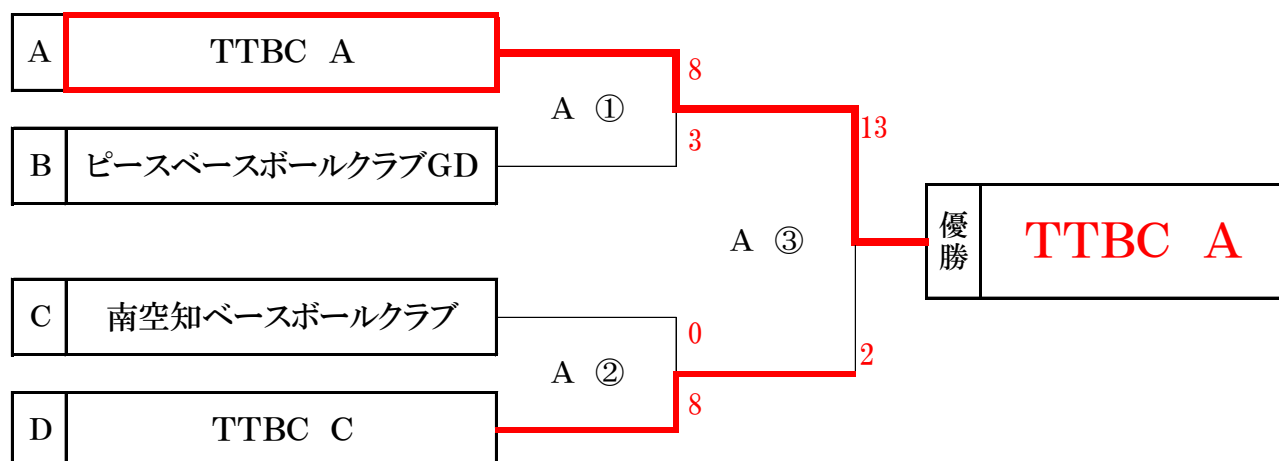 A TTBC A
8
A ①
3
13
B ピースベースボールクラブGD
A ③
優勝 TTBC A
C 南空知ベースボールクラブ
0
A ②
2
8
D TTBC C